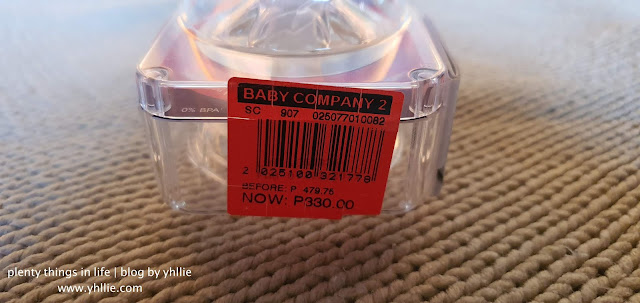 0% BPA
BABY COMPANY 2
SC 907 025077010082
2 025100 321778
BEFORE: P 479.75
NOW: P330.00
plenty things in life | blog by yhllie
www.yhllie.com